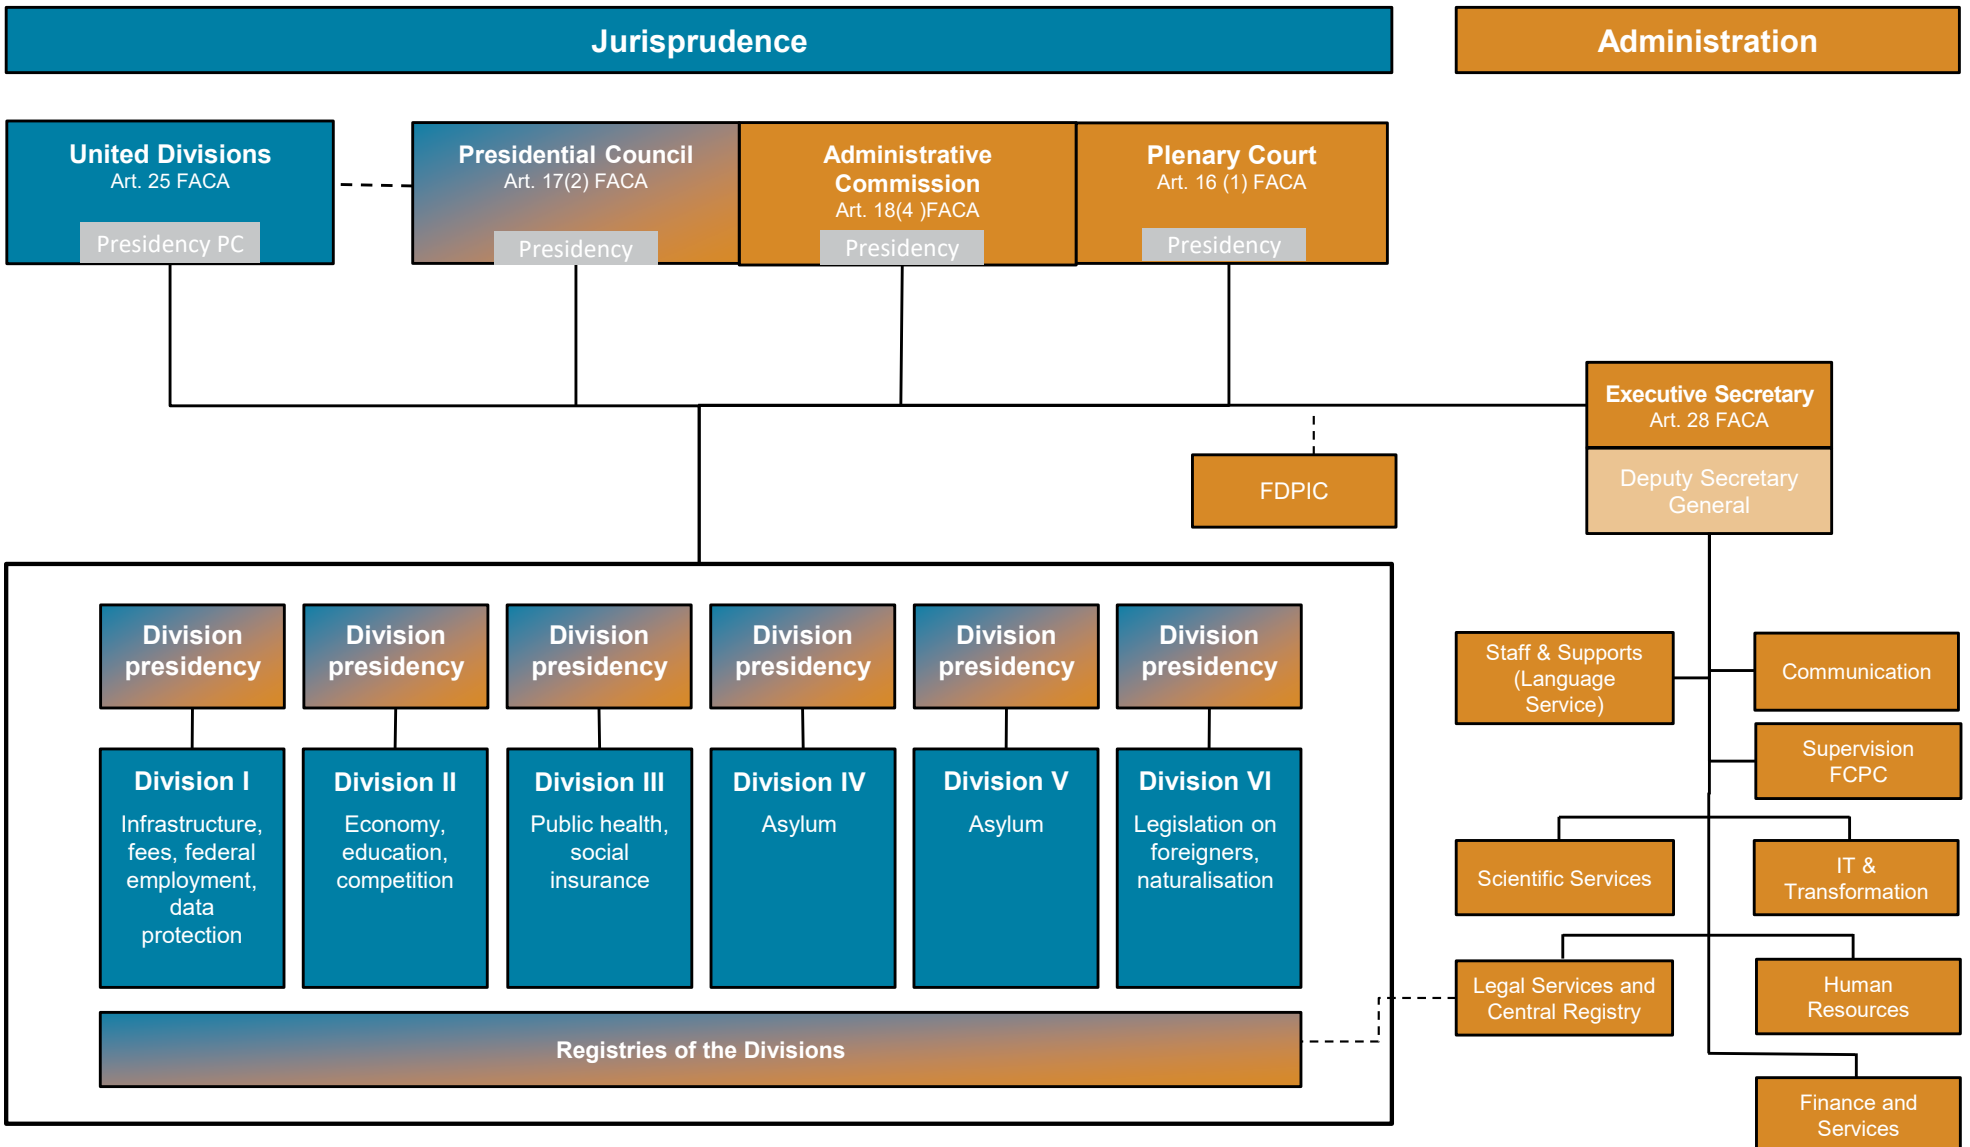 Jurisprudence
Administration
United Divisions
Art. 25 FACA
Presidency PC
Presidential Council
Art. 17(2) FACA
Presidency
Administrative
Commission
Art. 18(4 )FACA
Presidency
Plenary Court
Art. 16 (1) FACA
Presidency
Executive Secretary
Art. 28 FACA
Deputy Secretary
General
FDPIC
Division
presidency
Division
presidency
Division
presidency
Division
presidency
Division
presidency
Division
presidency
Division I
Infrastructure,
fees, federal
employment,
data
protection
Division II
Economy,
education,
competition
Division III
Public health,
social
insurance
Division IV
Asylum
Division V
Asylum
Division VI
Legislation on
foreigners,
naturalisation
Registries of the Divisions
Staff & Supports
(Language
Service)
Communication
Supervision
FCPC
Scientific Services
IT &
Transformation
Legal Services and
Central Registry
Human
Resources
Finance and
Services